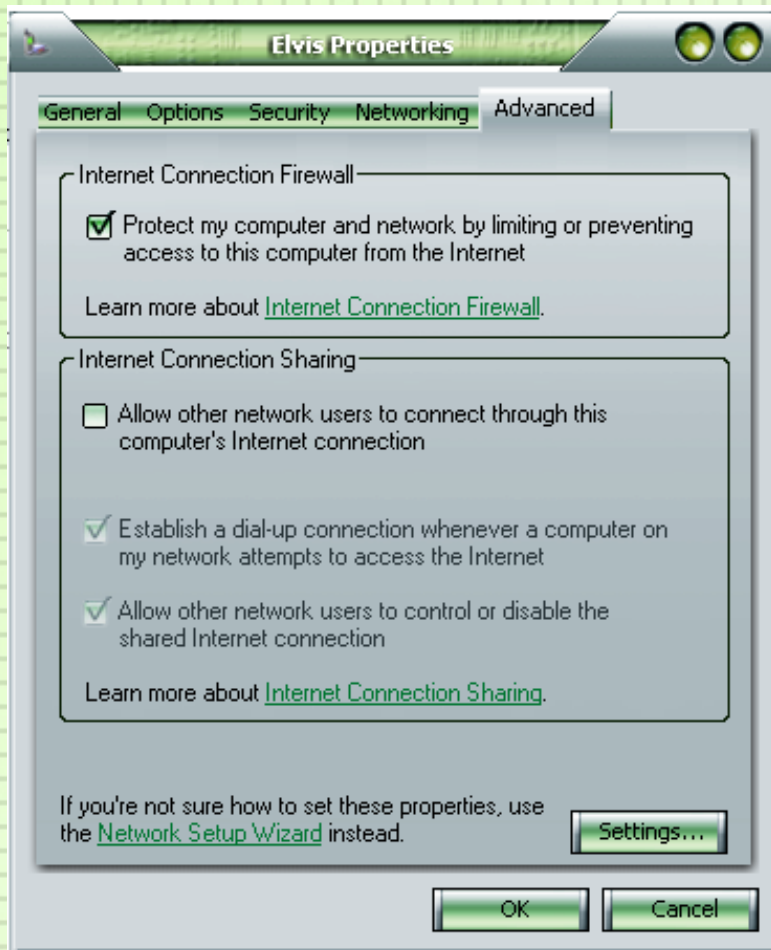 Elvis Properties
General Options Security Networking Advanced
Internet Connection Firewall
Protect my computer and network by limiting or preventing
access to this computer from the Internet
Learn more about Internet Connection Firewall.
Internet Connection Sharing
Allow other network users to connect through this
computer's Internet connection
Establish a dial-up connection whenever a computer on
my network attempts to access the Internet
Allow other network users to control or disable the
shared Internet connection
Learn more about Internet Connection Sharing.
If you're not sure how to set these properties, use
the Network Setup Wizard instead.
Settings...
OK Cancel